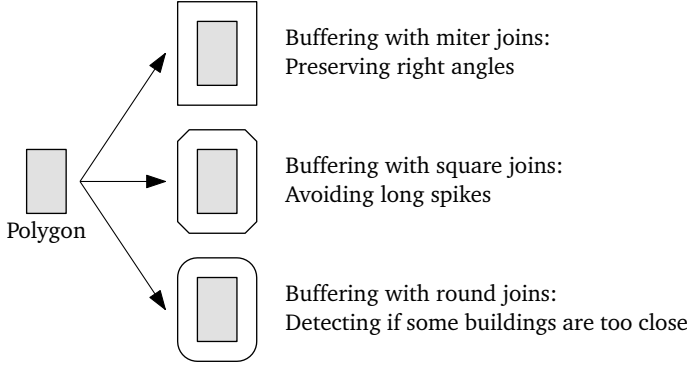 Buffering with miter joins:
Preserving right angles
Buffering with square joins:
Avoiding long spikes
Polygon
Buffering with round joins:
Detecting if some buildings are too close